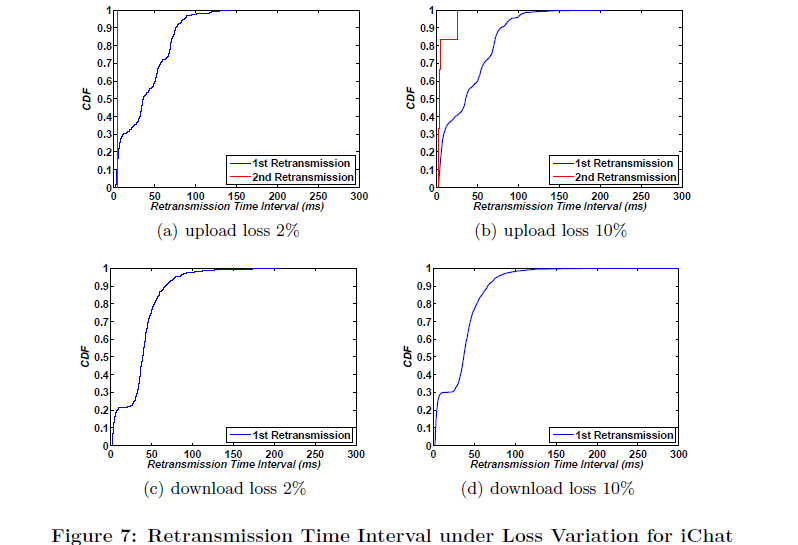 1
0.9
0.8
0.7
0.6
0.5
0.4
0.3
0.2
0.1
0
CDF
0 50 100 150 200 250 300
Retransmission Time Interval (ms)
1st Retransmission
2nd Retransmission
(a) upload loss 2%
1
0.9
0.8
0.7
0.6
0.5
0.4
0.3
0.2
0.1
0
CDF
0 50 100 150 200 250 300
Retransmission Time Interval (ms)
1st Retransmission
2nd Retransmission
(b) upload loss 10%
1
0.9
0.8
0.7
0.6
0.5
0.4
0.3
0.2
0.1
0
CDF
0 50 100 150 200 250 300
Retransmission Time Interval (ms)
1st Retransmission
(c) download loss 2%
1
0.9
0.8
0.7
0.6
0.5
0.4
0.3
0.2
0.1
0
CDF
0 50 100 150 200 250 300
Retransmission Time Interval (ms)
1st Retransmission
(d) download loss 10%
Figure 7: Retransmission Time Interval under Loss Variation for iChat